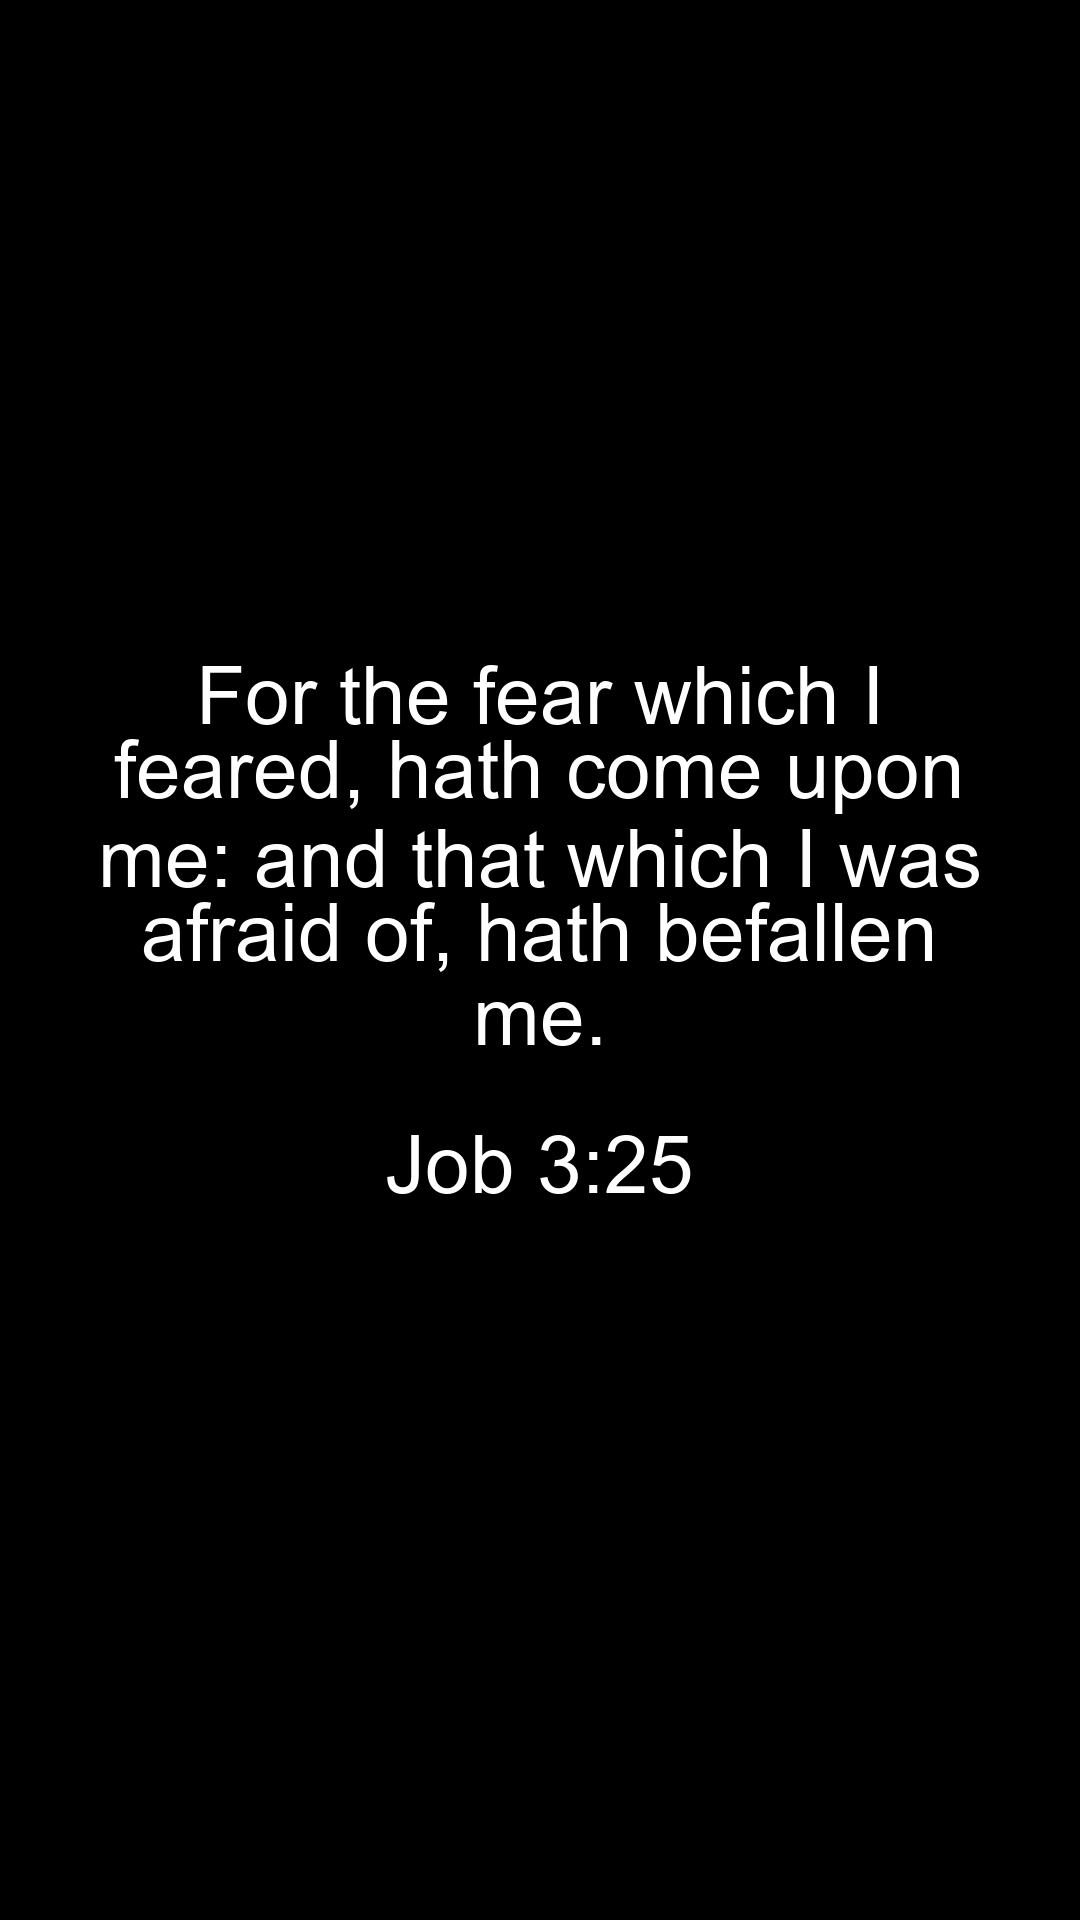 For the fear which I
feared, hath come upon
me: and that which I was
afraid of, hath befallen
me.
Job 3:25